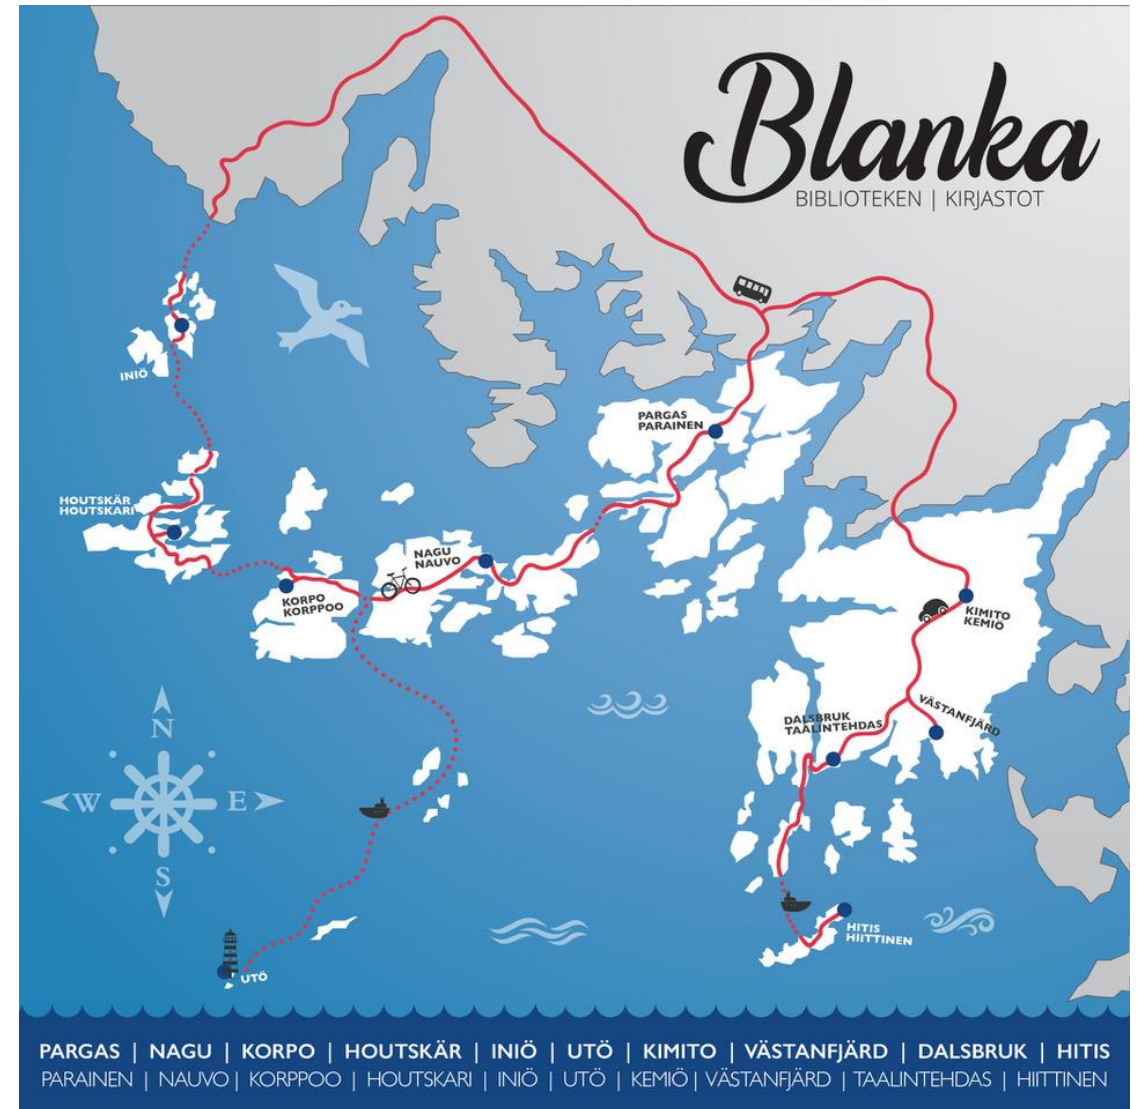 Blanka
BIBLIOTEKEN | KIRJASTOT
INIÖ
PARGAS
PARAINEN
HOUTSKÄR
HOUTSKARI
NAGU
NAUVO
KORPO
KORPPOO
KIMITO
KEMIÖ
VÄSTANFJÄRD
DALSBRUK
TAALINTEHDAS
N
W
E
S
HITIS
HIITTINEN
UTÖ
PARGAS | NAGU | KORPO | HOUTSKÄR | INIÖ | UTÖ | KIMITO | VÄSTANFJÄRD | DALSBRUK | HITIS
PARAINEN | NAUVO | KORPPOO | HOUTSKARI | INIÖ | UTÖ | KEMIÖ | VÄSTANFJÄRD | TAALINTEHDAS | HIITTINEN